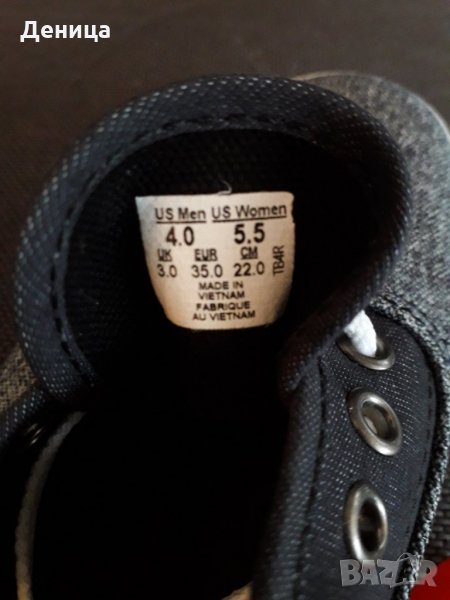 Деница
US Men US Women
4.0 5.5
UK EUR CM
3.0 35.0 22.0
TB4R
MADE IN
VIETNAM
FABRIQUE
AU VIETNAM
BAZAR